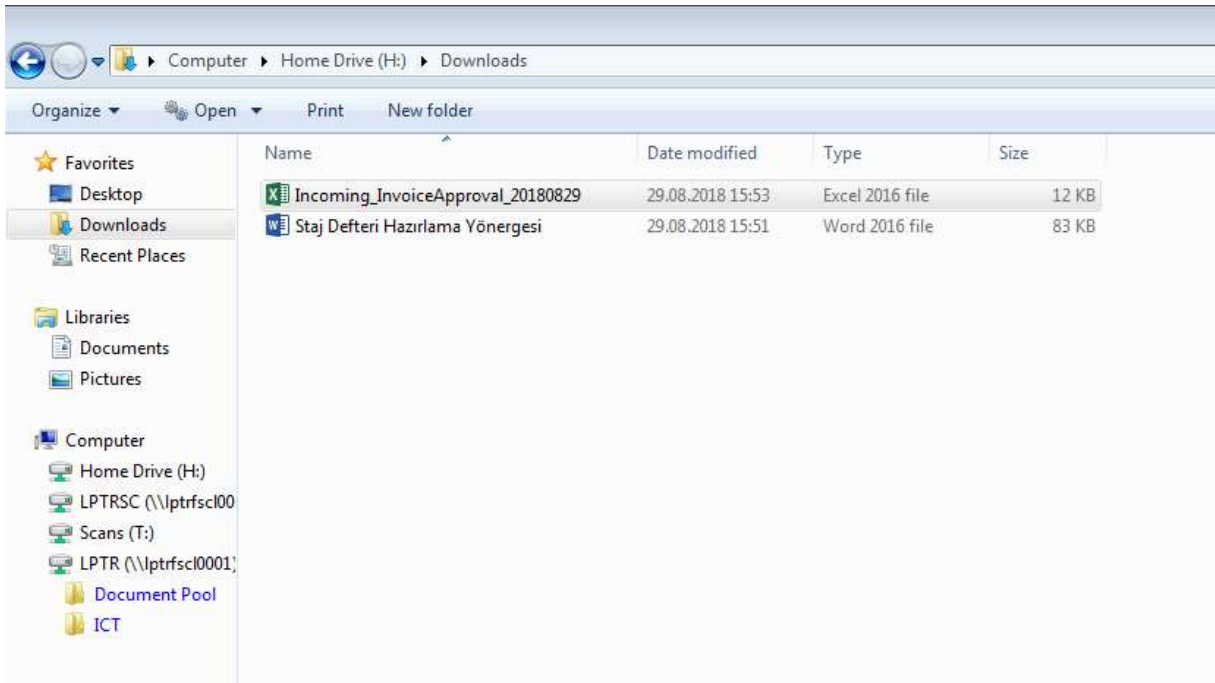 Computer Home Drive (H:) Downloads
Organize Open Print New folder
Favorites
Desktop
Downloads
Recent Places
Libraries
Documents
Pictures
Computer
Home Drive (H:)
LPTRSC (\\lptrfscl00
Scans (T:)
LPTR (\\lptrfscl0001)
Document Pool
ICT
Name Date modified Type Size
Incoming_InvoiceApproval_20180829 29.08.2018 15:53 Excel 2016 file 12 KB
Staj Defteri Hazırlama Yönergesi 29.08.2018 15:51 Word 2016 file 83 KB